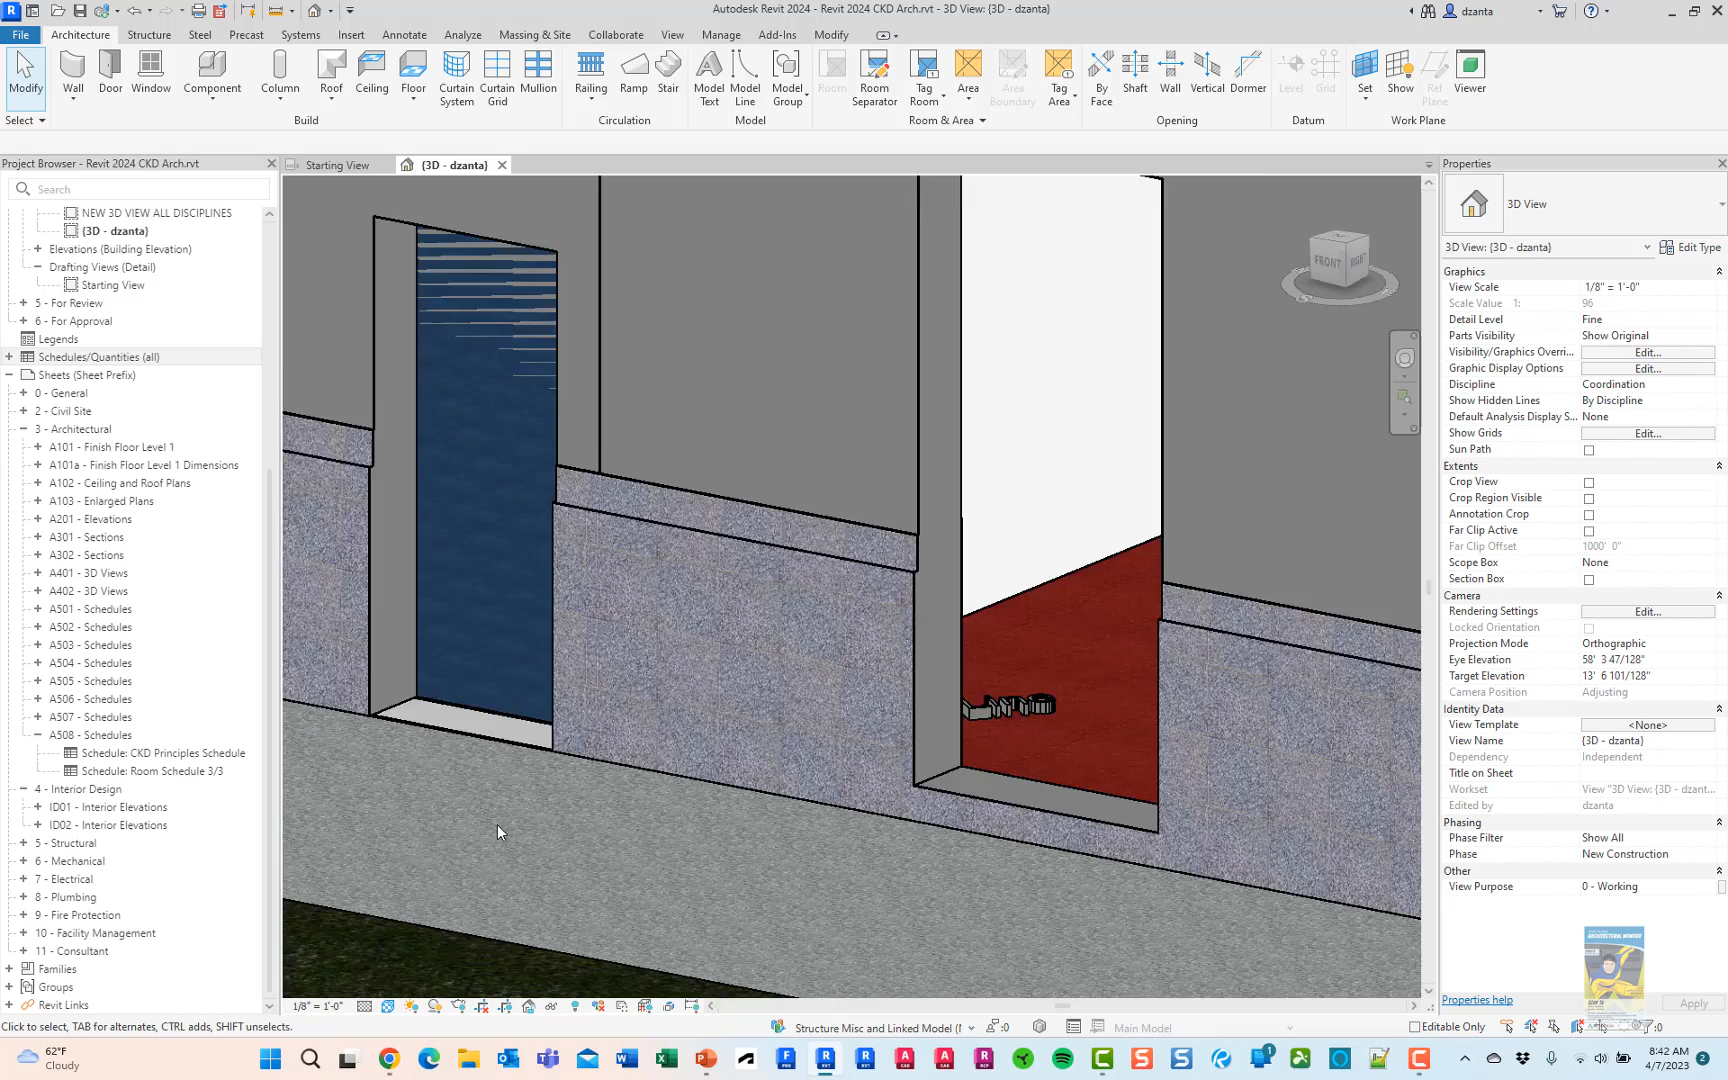 Autodesk Revit 2024 - Revit 2024 CKD Arch.rvt - 3D View: {3D - dzanta}
dzanta
File Architecture Structure Steel Precast Systems Insert Annotate Analyze Massing & Site Collaborate View Manage Add-Ins Modify
Modify Wall Door Window Component Column Roof Ceiling Floor Curtain System Curtain Grid Mullion Railing Ramp Stair Model Text Model Line Model Group Room Room Separator Tag Room Area Area Boundary Tag Area By Face Shaft Wall Vertical Dormer Level Grid Set Show Ref Plane Viewer
Select Build Circulation Model Room & Area Opening Datum Work Plane
Project Browser - Revit 2024 CKD Arch.rvt
Starting View
{3D - dzanta}
Search
NEW 3D VIEW ALL DISCIPLINES
{3D - dzanta}
Elevations (Building Elevation)
Drafting Views (Detail)
Starting View
5 - For Review
6 - For Approval
Legends
Schedules/Quantities (all)
Sheets (Sheet Prefix)
0 - General
2 - Civil Site
3 - Architectural
A101 - Finish Floor Level 1
A101a - Finish Floor Level 1 Dimensions
A102 - Ceiling and Roof Plans
A103 - Enlarged Plans
A201 - Elevations
A301 - Sections
A302 - Sections
A401 - 3D Views
A402 - 3D Views
A501 - Schedules
A502 - Schedules
A503 - Schedules
A504 - Schedules
A505 - Schedules
A506 - Schedules
A507 - Schedules
A508 - Schedules
Schedule: CKD Principles Schedule
Schedule: Room Schedule 3/3
4 - Interior Design
ID01 - Interior Elevations
ID02 - Interior Elevations
5 - Structural
6 - Mechanical
7 - Electrical
8 - Plumbing
9 - Fire Protection
10 - Facility Management
11 - Consultant
Families
Groups
Revit Links
FRONT RIGHT
Properties
3D View
3D View: {3D - dzanta} Edit Type
Graphics
View Scale 1/8" = 1'-0"
Scale Value 1: 96
Detail Level Fine
Parts Visibility Show Original
Visibility/Graphics Overri... Edit...
Graphic Display Options Edit...
Discipline Coordination
Show Hidden Lines By Discipline
Default Analysis Display S... None
Show Grids Edit...
Sun Path
Extents
Crop View
Crop Region Visible
Annotation Crop
Far Clip Active
Far Clip Offset 1000' 0"
Scope Box None
Section Box
Camera
Rendering Settings Edit...
Locked Orientation
Projection Mode Orthographic
Eye Elevation 58' 3 47/128"
Target Elevation 13' 6 101/128"
Camera Position Adjusting
Identity Data
View Template <None>
View Name {3D - dzanta}
Dependency Independent
Title on Sheet
Workset View "3D View: {3D - dzant...
Edited by dzanta
Phasing
Phase Filter Show All
Phase New Construction
Other
View Purpose 0 - Working
ARCHITECTURAL WONDER
Properties help
Apply
1/8" = 1'-0"
Click to select, TAB for alternates, CTRL adds, SHIFT unselects.
Structure Misc and Linked Model (N
:0
Main Model
Editable Only
:0
62°F
Cloudy
8:42 AM
4/7/2023